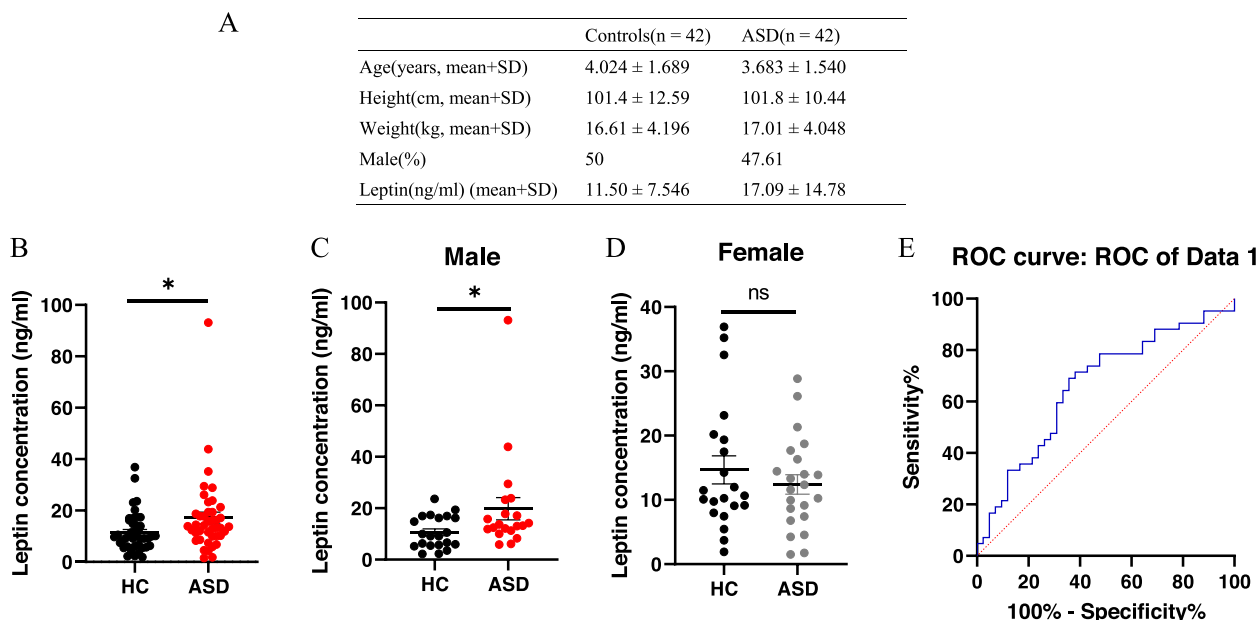 A
Controls(n = 42) ASD(n = 42)
Age(years, mean+SD) 4.024 ± 1.689 3.683 ± 1.540
Height(cm, mean+SD) 101.4 ± 12.59 101.8 ± 10.44
Weight(kg, mean+SD) 16.61 ± 4.196 17.01 ± 4.048
Male(%) 50 47.61
Leptin(ng/ml) (mean+SD) 11.50 ± 7.546 17.09 ± 14.78
B
*
Leptin concentration (ng/ml)
100
80
60
40
20
0
HC ASD
C
Male
*
Leptin concentration (ng/ml)
100
80
60
40
20
0
HC ASD
D
Female
ns
Leptin concentration (ng/ml)
40
30
20
10
0
HC ASD
E
ROC curve: ROC of Data 1
Sensitivity%
100
80
60
40
20
0
0 20 40 60 80 100
100% - Specificity%